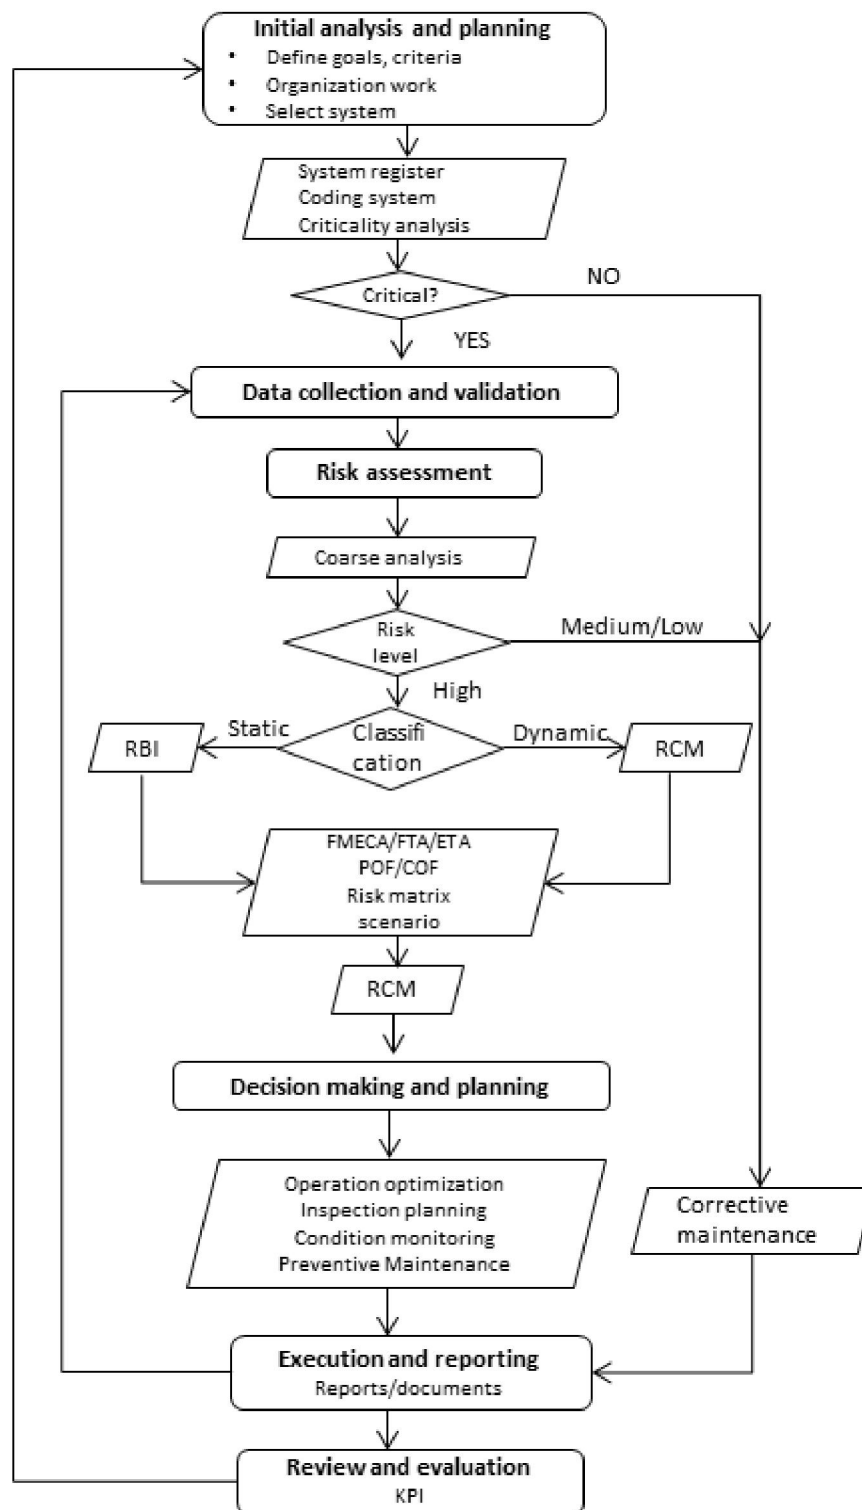 Initial analysis and planning
• Define goals, criteria
• Organization work
• Select system
System register
Coding system
Criticality analysis
Critical?
NO
YES
Data collection and validation
Risk assessment
Coarse analysis
Risk
level
Medium/Low
High
Static
Classifi
cation
Dynamic
RBI
RCM
FMECA/FTA/ETA
POF/COF
Risk matrix
scenario
RCM
Decision making and planning
Operation optimization
Inspection planning
Condition monitoring
Preventive Maintenance
Corrective
maintenance
Execution and reporting
Reports/documents
Review and evaluation
KPI